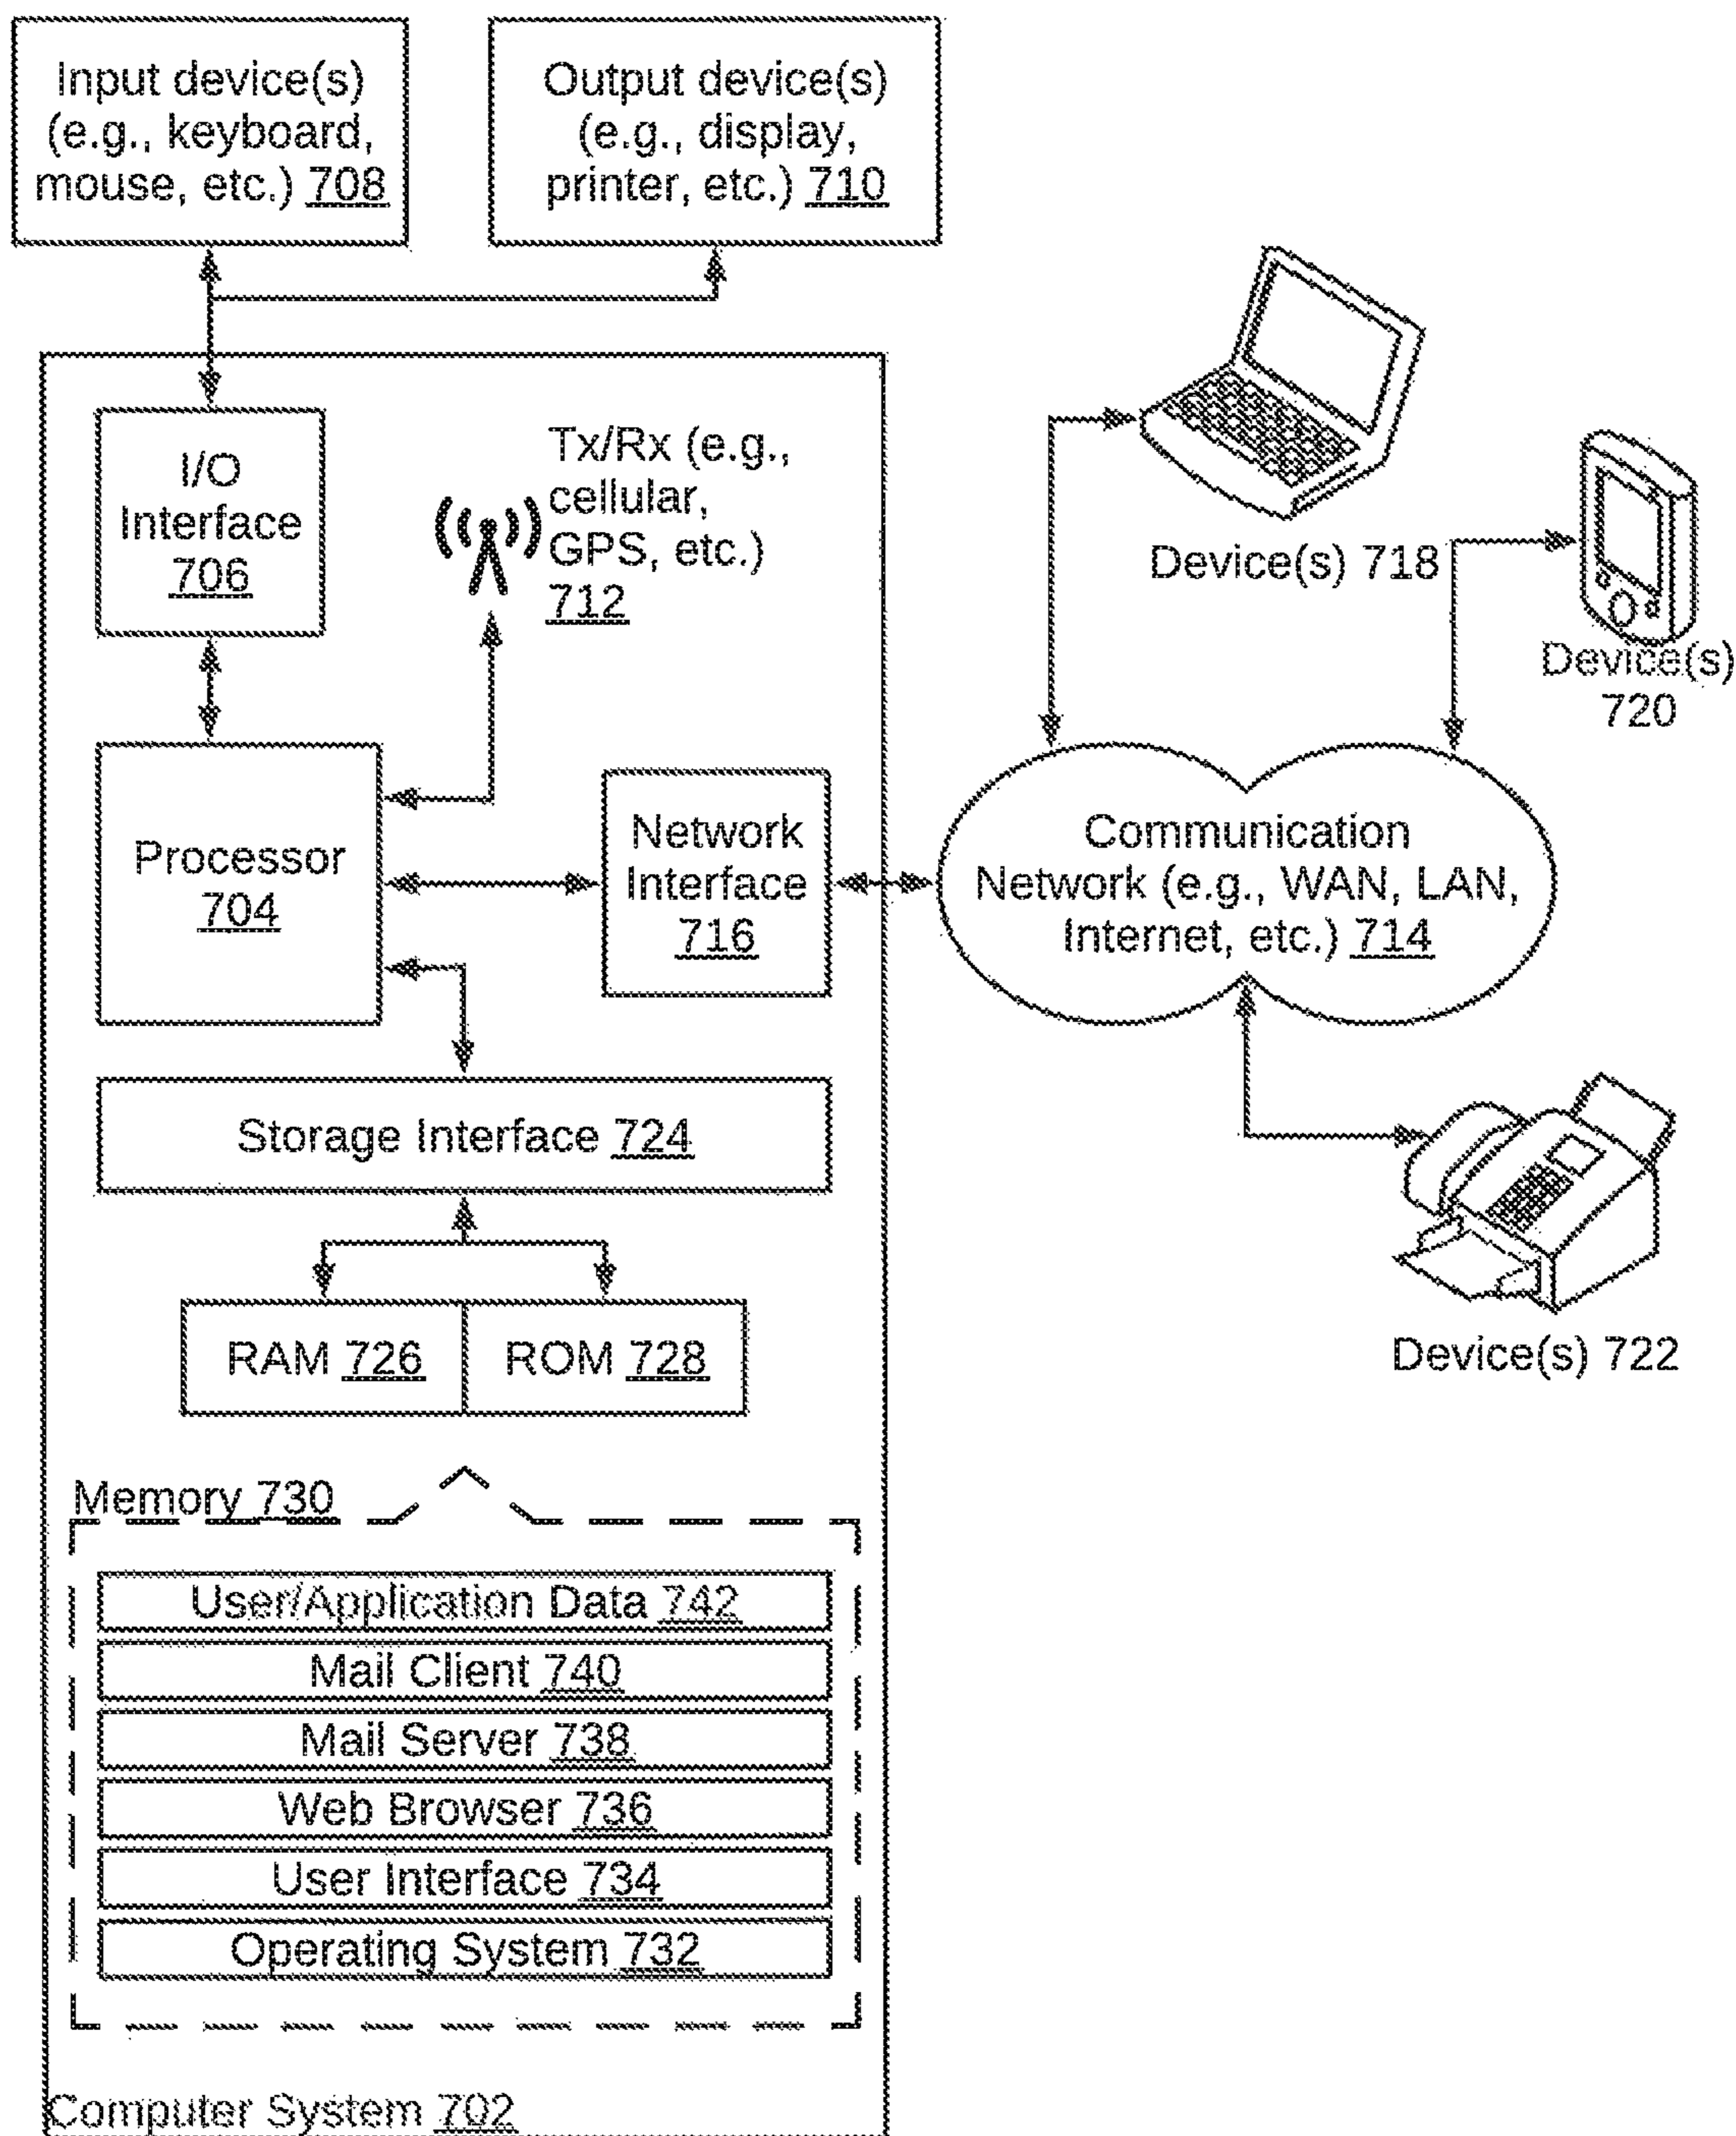 Input device(s)
(e.g., keyboard,
mouse, etc.) 708
Output device(s)
(e.g., display,
printer, etc.) 710
I/O
Interface
706
Tx/Rx (e.g.,
cellular,
GPS, etc.)
712
Device(s) 718
Device(s)
720
Processor
704
Network
Interface
716
Communication
Network (e.g., WAN, LAN,
Internet, etc.) 714
Storage Interface 724
RAM 726
ROM 728
Device(s) 722
Memory 730
User/Application Data 742
Mail Client 740
Mail Server 738
Web Browser 736
User Interface 734
Operating System 732
Computer System 702